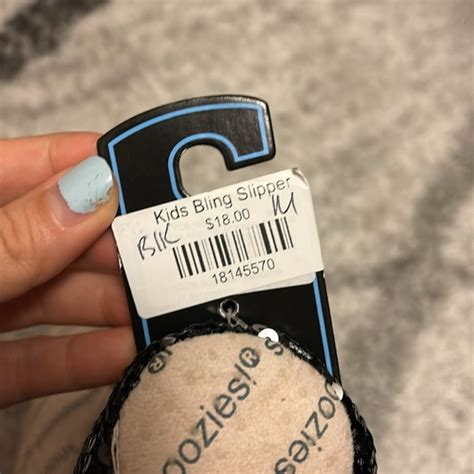 Kids Bling Slipper
$18.00
Blk
M
18145570
oozies!®
oozies
s